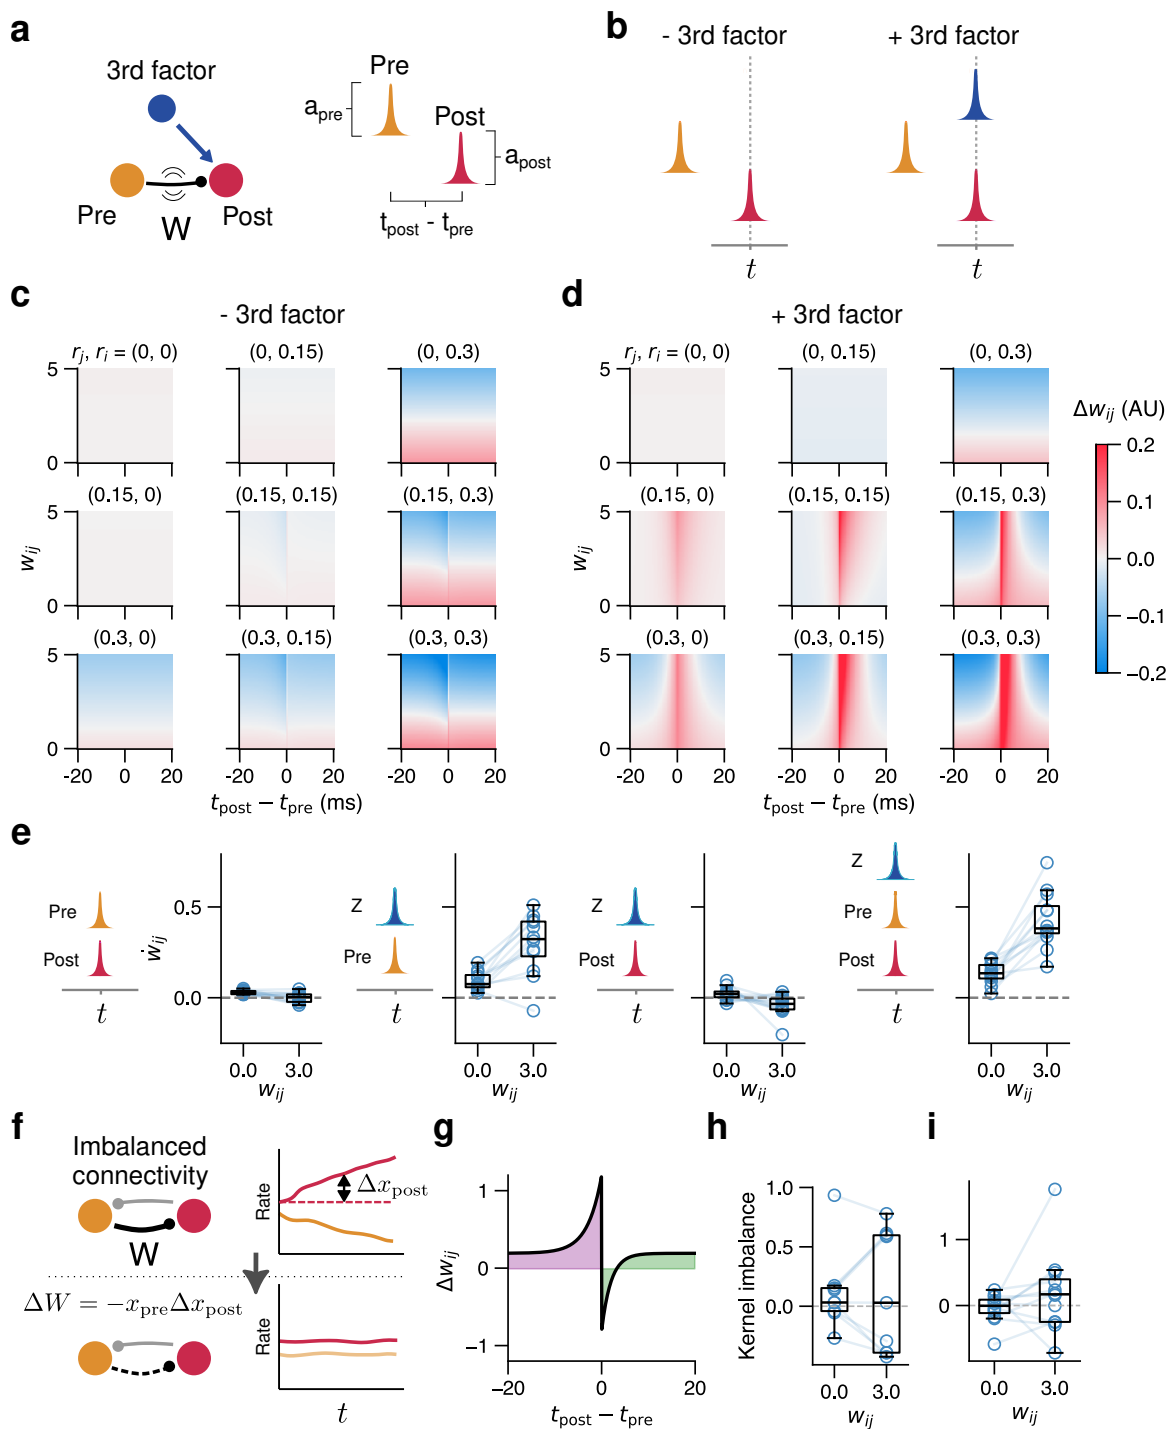 a
3rd factor
Pre
Post
W
Pre
a_pre
Post
a_post
t_post - t_pre
b
- 3rd factor
+ 3rd factor
t
t
c
- 3rd factor
r_j, r_i = (0, 0)
(0, 0.15)
(0, 0.3)
5
0
(0.15, 0)
(0.15, 0.15)
(0.15, 0.3)
w_ij
5
0
(0.3, 0)
(0.3, 0.15)
(0.3, 0.3)
5
0
-20 0 20
0 20
0 20
t_post − t_pre (ms)
d
+ 3rd factor
r_j, r_i = (0, 0)
(0, 0.15)
(0, 0.3)
5
0
(0.15, 0)
(0.15, 0.15)
(0.15, 0.3)
w_ij
5
0
(0.3, 0)
(0.3, 0.15)
(0.3, 0.3)
5
0
-20 0 20
0 20
0 20
t_post − t_pre (ms)
Δw_ij (AU)
0.2
0.1
0.0
−0.1
−0.2
e
Pre
Post
t
ẇ_ij
0.5
0.0
0.0 3.0
w_ij
Z
Pre
t
0.0 3.0
w_ij
Z
Post
t
0.0 3.0
w_ij
Z
Pre
Post
t
0.0 3.0
w_ij
f
Imbalanced
connectivity
W
Rate
Δx_post
ΔW = −x_pre Δx_post
Rate
t
g
Δw_ij
1
0
−1
−20 0 20
t_post − t_pre
h
Kernel imbalance
1.0
0.5
0.0
0.0 3.0
w_ij
i
1
0
0.0 3.0
w_ij